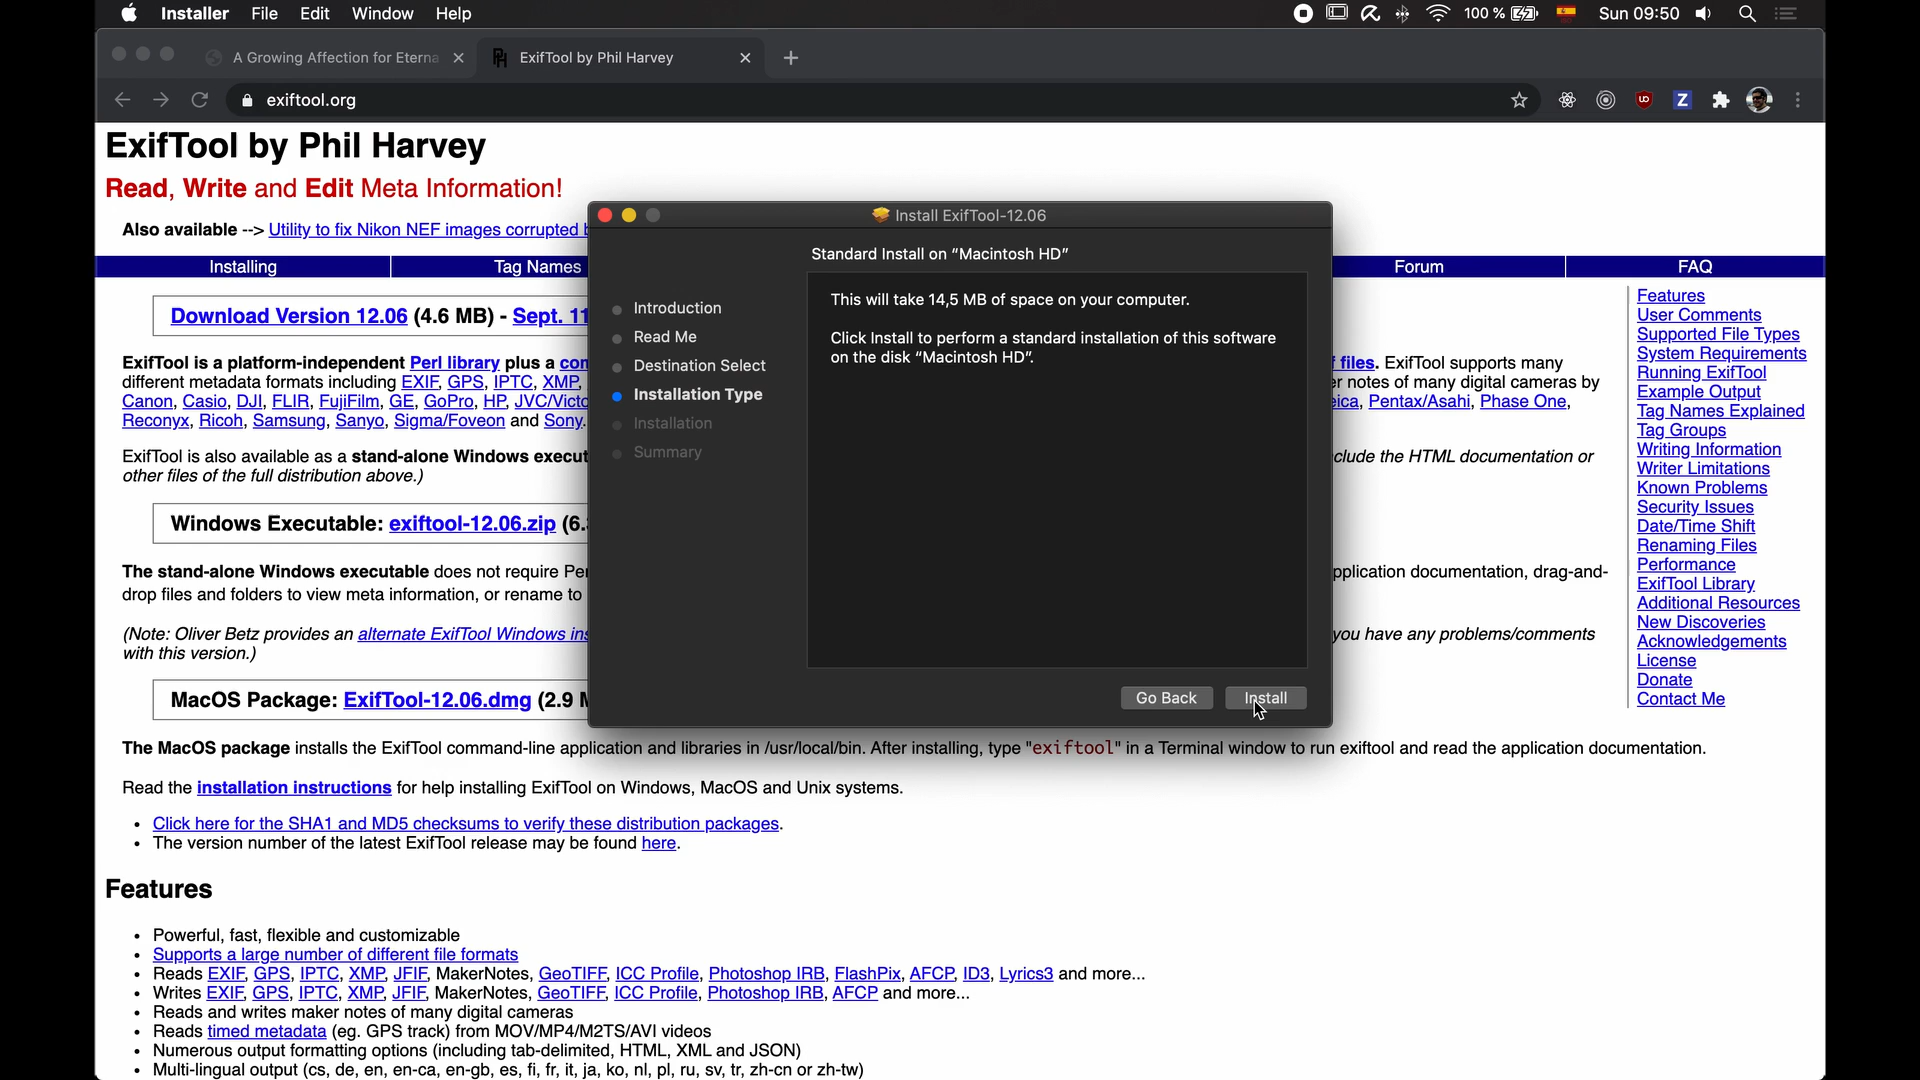 Installer File Edit Window Help 100 % Sun 09:50
A Growing Affection for Eterna ExifTool by Phil Harvey
exiftool.org
ExifTool by Phil Harvey
Read, Write and Edit Meta Information!
Also available --> Utility to fix Nikon NEF images corrupted b
Installing Tag Names Forum FAQ
Download Version 12.06 (4.6 MB) - Sept. 11
ExifTool is a platform-independent Perl library plus a con f files. ExifTool supports many
different metadata formats including EXIF, GPS, IPTC, XMP, er notes of many digital cameras by
Canon, Casio, DJI, FLIR, FujiFilm, GE, GoPro, HP, JVC/Victo eica, Pentax/Asahi, Phase One,
Reconyx, Ricoh, Samsung, Sanyo, Sigma/Foveon and Sony.
ExifTool is also available as a stand-alone Windows execut clude the HTML documentation or
other files of the full distribution above.)
Windows Executable: exiftool-12.06.zip (6.
The stand-alone Windows executable does not require Pe pplication documentation, drag-and-
drop files and folders to view meta information, or rename to
(Note: Oliver Betz provides an alternate ExifTool Windows ins you have any problems/comments
with this version.)
MacOS Package: ExifTool-12.06.dmg (2.9 M
The MacOS package installs the ExifTool command-line application and libraries in /usr/local/bin. After installing, type "exiftool" in a Terminal window to run exiftool and read the application documentation.
Read the installation instructions for help installing ExifTool on Windows, MacOS and Unix systems.
• Click here for the SHA1 and MD5 checksums to verify these distribution packages.
• The version number of the latest ExifTool release may be found here.
Features
• Powerful, fast, flexible and customizable
• Supports a large number of different file formats
• Reads EXIF, GPS, IPTC, XMP, JFIF, MakerNotes, GeoTIFF, ICC Profile, Photoshop IRB, FlashPix, AFCP, ID3, Lyrics3 and more...
• Writes EXIF, GPS, IPTC, XMP, JFIF, MakerNotes, GeoTIFF, ICC Profile, Photoshop IRB, AFCP and more...
• Reads and writes maker notes of many digital cameras
• Reads timed metadata (eg. GPS track) from MOV/MP4/M2TS/AVI videos
• Numerous output formatting options (including tab-delimited, HTML, XML and JSON)
• Multi-lingual output (cs, de, en, en-ca, en-gb, es, fi, fr, it, ja, ko, nl, pl, ru, sv, tr, zh-cn or zh-tw)
Features
User Comments
Supported File Types
System Requirements
Running ExifTool
Example Output
Tag Names Explained
Tag Groups
Writing Information
Writer Limitations
Known Problems
Security Issues
Date/Time Shift
Renaming Files
Performance
ExifTool Library
Additional Resources
New Discoveries
Acknowledgements
License
Donate
Contact Me
Install ExifTool-12.06
Standard Install on “Macintosh HD”
Introduction
Read Me
Destination Select
Installation Type
Installation
Summary
This will take 14,5 MB of space on your computer.
Click Install to perform a standard installation of this software
on the disk “Macintosh HD”.
Go Back Install